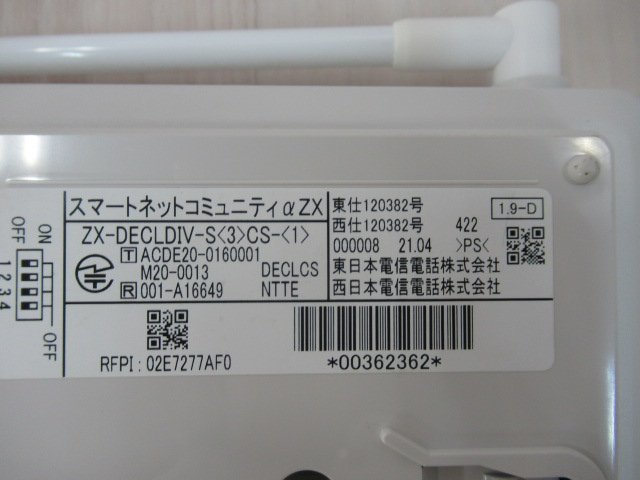 スマートネットコミュニティαZX
ZX-DECLDIV-S<3>CS-<1>
T ACDE20-0160001
M20-0013 DECLCS
R 001-A16649 NTTE
RFPI: 02E7277AF0
東仕120382号 1.9-D
西仕120382号 422
000008 21.04 >PS<
東日本電信電話株式会社
西日本電信電話株式会社
*00362362*
ON
OFF
1 2 3 4
ON
OFF